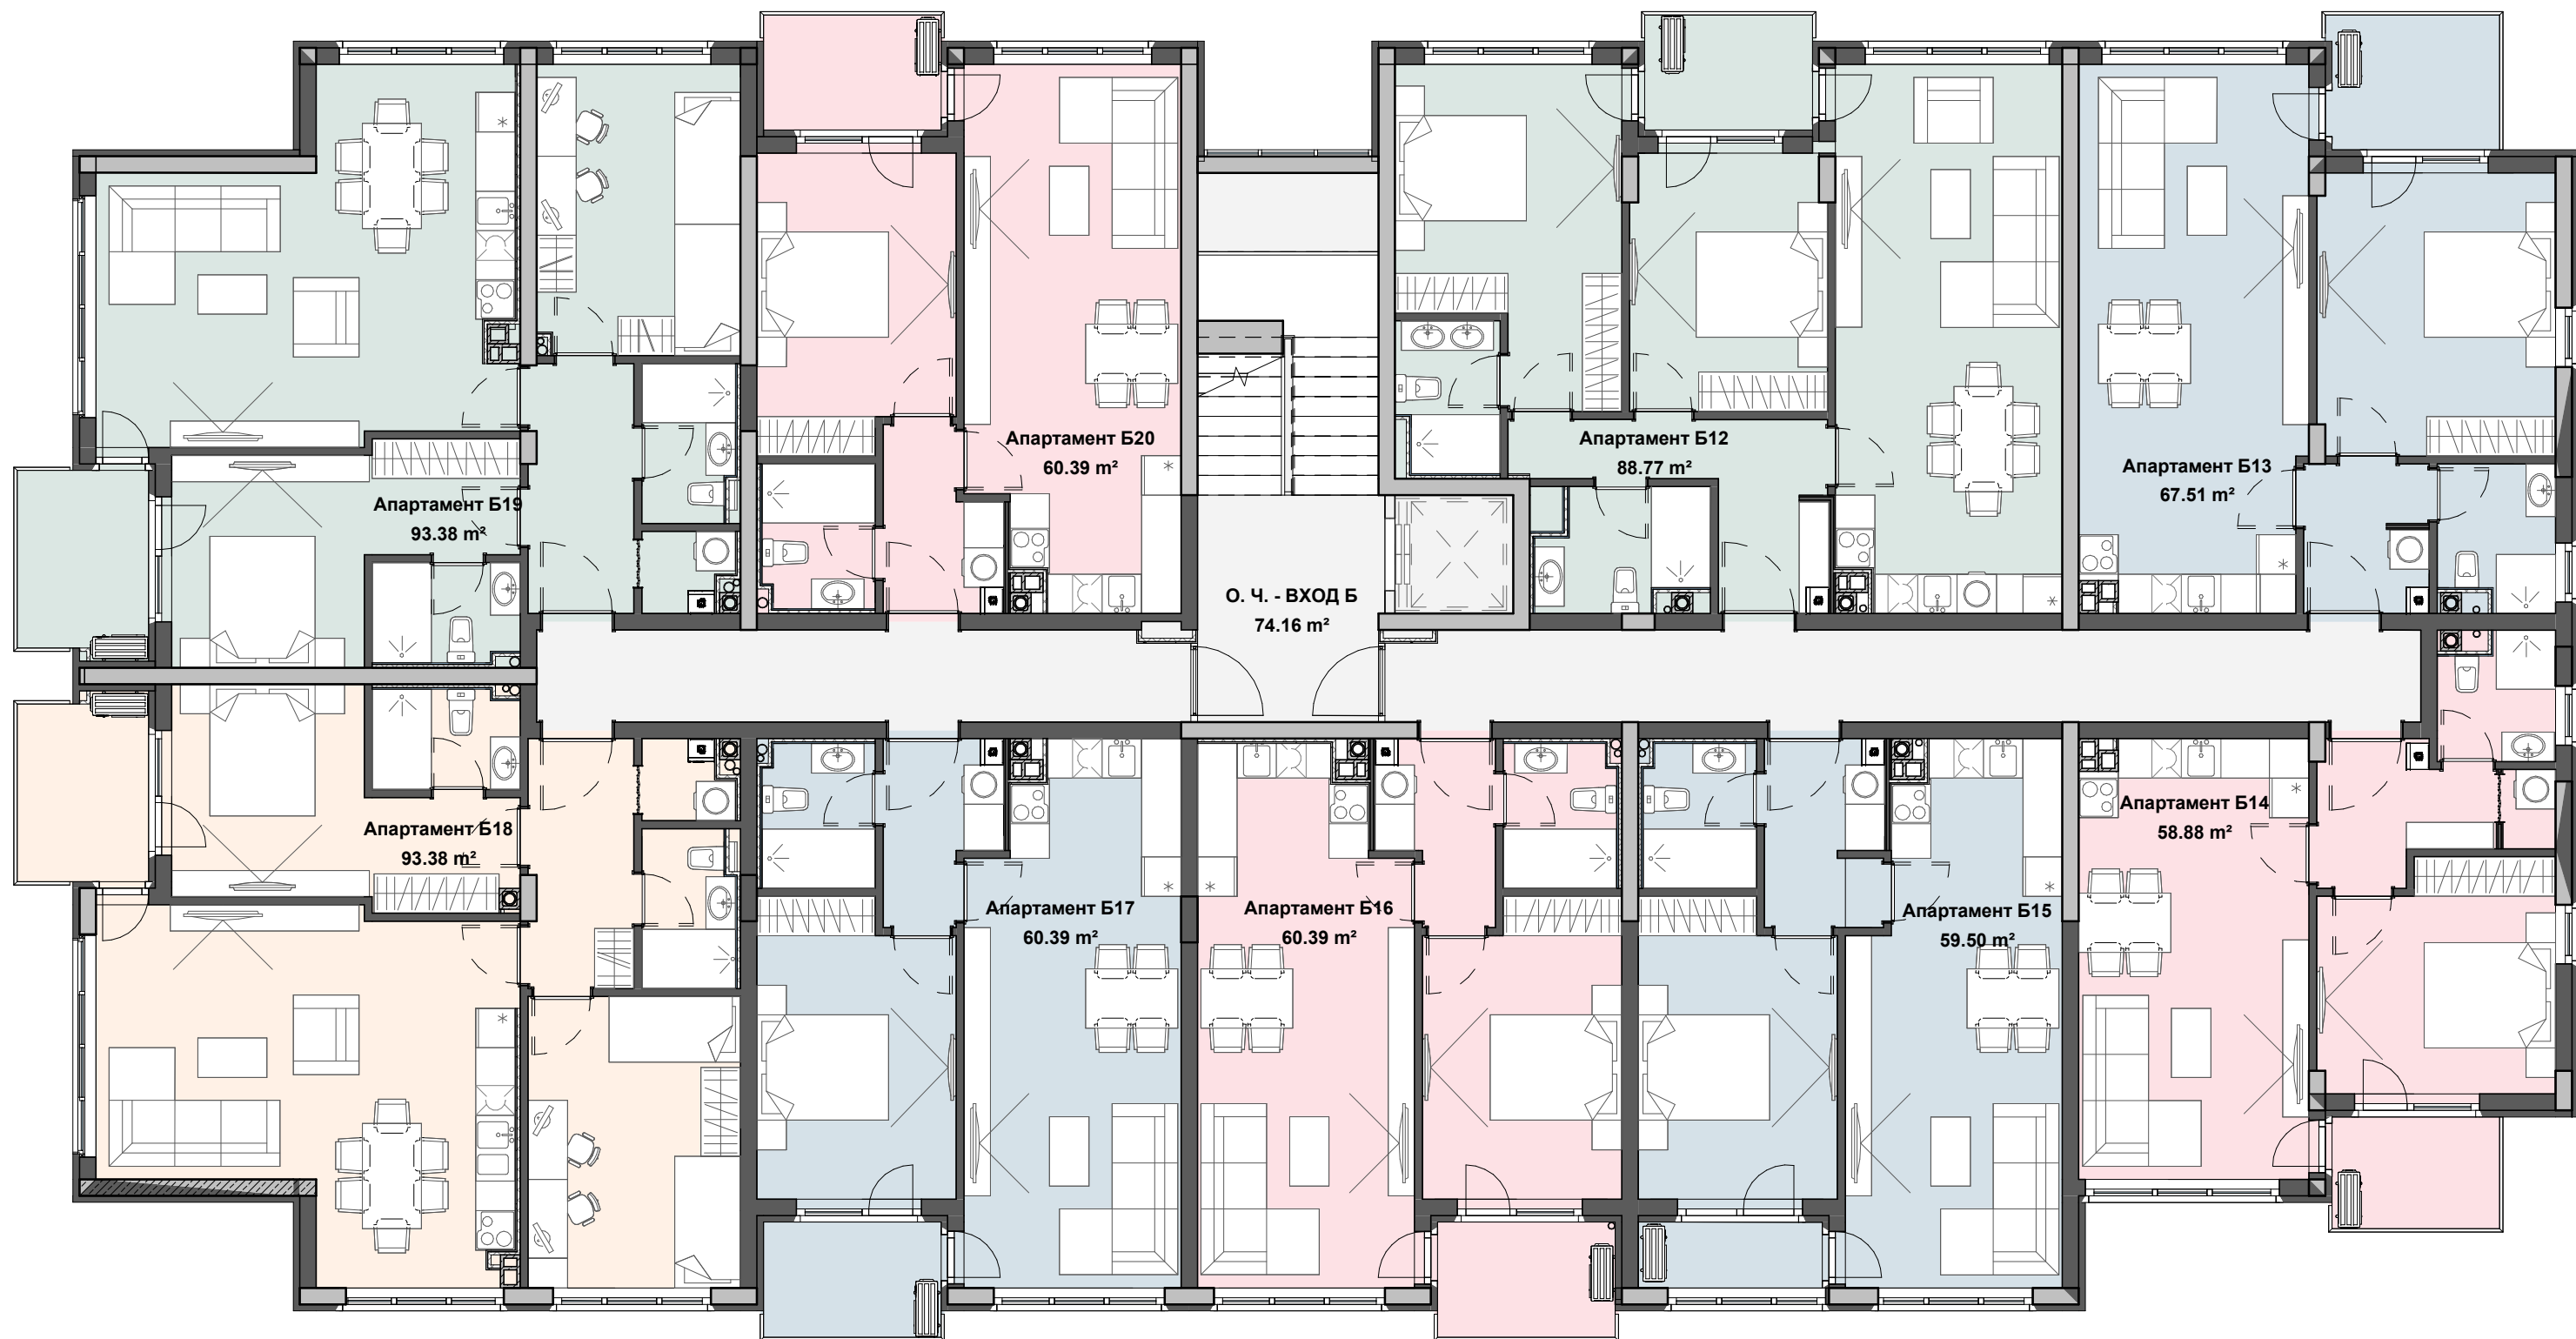 Апартамент Б20
60.39 m²
Апартамент Б12
88.77 m²
Апартамент Б13
67.51 m²
Апартамент Б19
93.38 m²
О. Ч. - ВХОД Б
74.16 m²
Апартамент Б18
93.38 m²
Апартамент Б17
60.39 m²
Апартамент Б16
60.39 m²
Апартамент Б15
59.50 m²
Апартамент Б14
58.88 m²